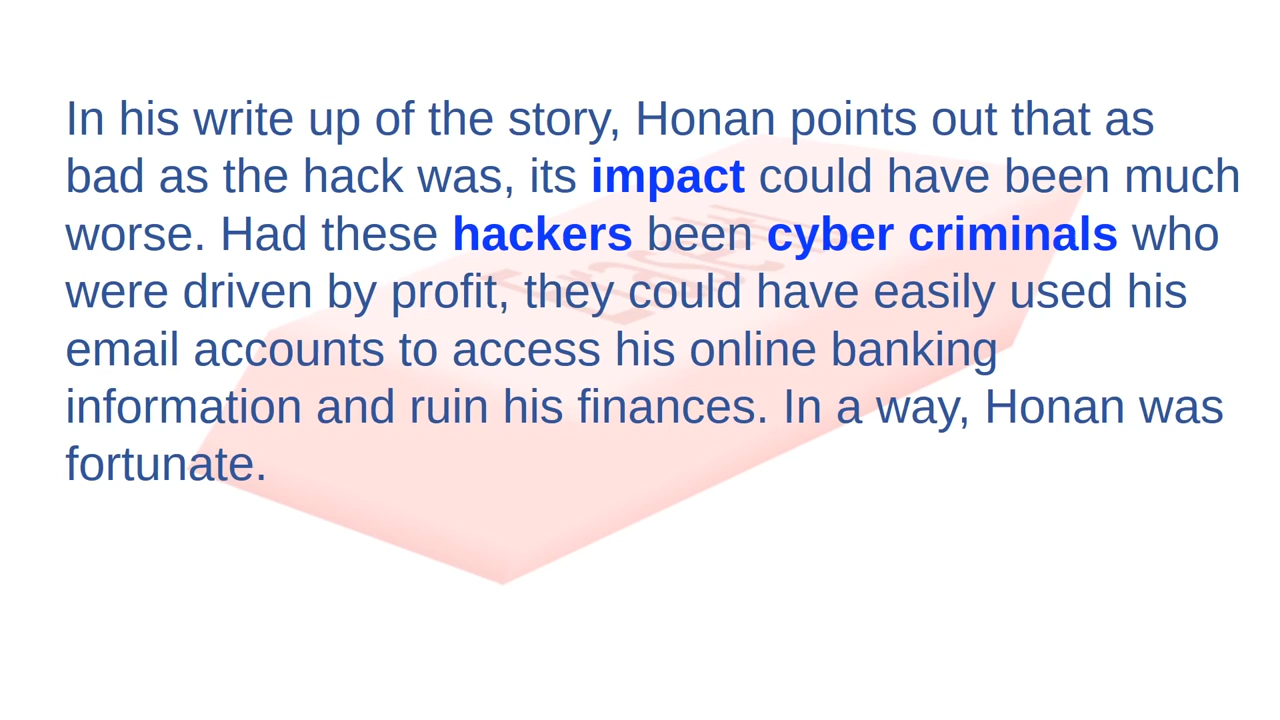 In his write up of the story, Honan points out that as
bad as the hack was, its impact could have been much
worse. Had these hackers been cyber criminals who
were driven by profit, they could have easily used his
email accounts to access his online banking
information and ruin his finances. In a way, Honan was
fortunate.